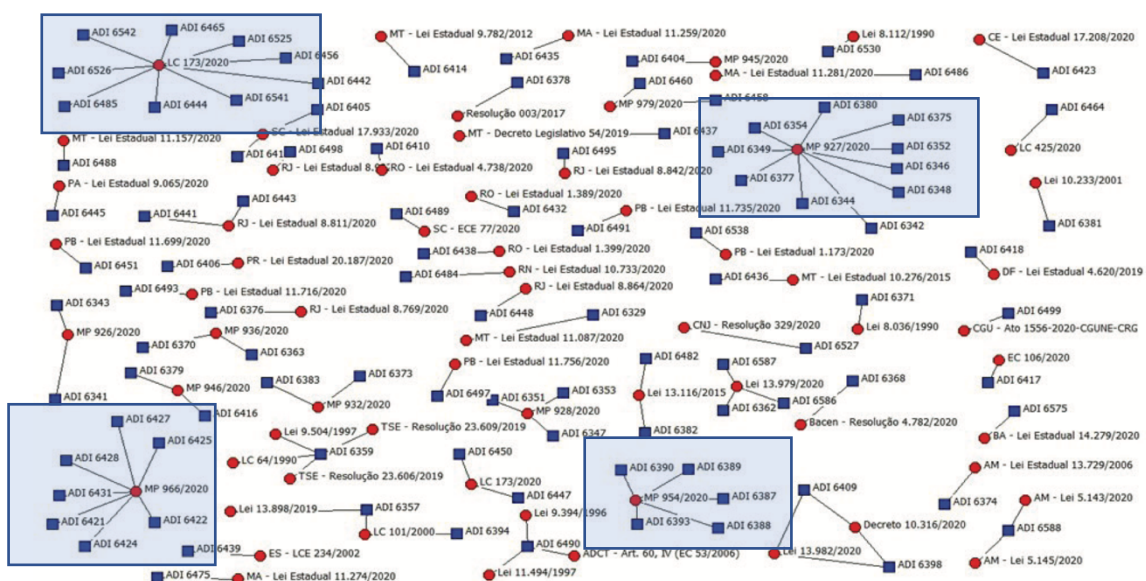 ADI 6542
ADI 6465
ADI 6525
ADI 6456
LC 173/2020
ADI 6526
ADI 6442
ADI 6485
ADI 6444
ADI 6541
ADI 6405
MT - Lei Estadual 9.782/2012
ADI 6414
MA - Lei Estadual 11.259/2020
ADI 6435
ADI 6378
Resolução 003/2017
ADI 6404
MP 945/2020
MA - Lei Estadual 11.281/2020
ADI 6486
ADI 6460
MP 979/2020
ADI 6458
Lei 8.112/1990
ADI 6530
CE - Lei Estadual 17.208/2020
ADI 6423
ADI 6464
LC 425/2020
ADI 6380
ADI 6375
ADI 6354
MP 927/2020
ADI 6352
ADI 6349
ADI 6346
ADI 6377
ADI 6348
ADI 6344
ADI 6342
SC - Lei Estadual 17.933/2020
MT - Lei Estadual 11.157/2020
ADI 6488
ADI 6498
ADI 6410
RO - Lei Estadual 4.738/2020
MT - Decreto Legislativo 54/2019
ADI 6437
ADI 6495
RJ - Lei Estadual 8.842/2020
Lei 10.233/2001
ADI 6381
PA - Lei Estadual 9.065/2020
ADI 6445
ADI 6443
ADI 6441
RJ - Lei Estadual 8.811/2020
ADI 6489
SC - ECE 77/2020
RO - Lei Estadual 1.389/2020
ADI 6432
PB - Lei Estadual 11.735/2020
ADI 6491
ADI 6538
PB - Lei Estadual 1.173/2020
ADI 6418
DF - Lei Estadual 4.620/2019
PB - Lei Estadual 11.699/2020
ADI 6451
ADI 6406
PR - Lei Estadual 20.187/2020
ADI 6438
RO - Lei Estadual 1.399/2020
ADI 6484
RN - Lei Estadual 10.733/2020
RJ - Lei Estadual 8.864/2020
ADI 6448
ADI 6436
MT - Lei Estadual 10.276/2015
ADI 6493
PB - Lei Estadual 11.716/2020
ADI 6376
RJ - Lei Estadual 8.769/2020
ADI 6343
MP 926/2020
ADI 6341
MP 936/2020
ADI 6370
ADI 6363
ADI 6329
MT - Lei Estadual 11.087/2020
CNJ - Resolução 329/2020
ADI 6527
ADI 6371
Lei 8.036/1990
ADI 6499
CGU - Ato 1556-2020-CGUNE-CRG
EC 106/2020
ADI 6417
ADI 6379
MP 946/2020
ADI 6416
ADI 6383
ADI 6373
MP 932/2020
PB - Lei Estadual 11.756/2020
ADI 6497
ADI 6351
ADI 6353
MP 928/2020
ADI 6347
ADI 6482
Lei 13.116/2015
ADI 6382
ADI 6587
Lei 13.979/2020
ADI 6362
ADI 6586
ADI 6368
Bacen - Resolução 4.782/2020
ADI 6575
BA - Lei Estadual 14.279/2020
ADI 6427
ADI 6425
ADI 6428
MP 966/2020
ADI 6431
ADI 6421
ADI 6422
ADI 6424
Lei 9.504/1997
TSE - Resolução 23.609/2019
LC 64/1990
ADI 6359
TSE - Resolução 23.606/2019
ADI 6450
LC 173/2020
ADI 6447
ADI 6390
ADI 6389
MP 954/2020
ADI 6387
ADI 6393
ADI 6388
AM - Lei Estadual 13.729/2006
ADI 6374
ADI 6409
Decreto 10.316/2020
Lei 13.982/2020
ADI 6398
AM - Lei 5.143/2020
ADI 6588
AM - Lei 5.145/2020
Lei 13.898/2019
ADI 6357
LC 101/2000
ADI 6394
Lei 9.394/1996
ADI 6490
ADCT - Art. 60, IV (EC 53/2006)
Lei 11.494/1997
ADI 6439
ES - LCE 234/2002
ADI 6475
MA - Lei Estadual 11.274/2020